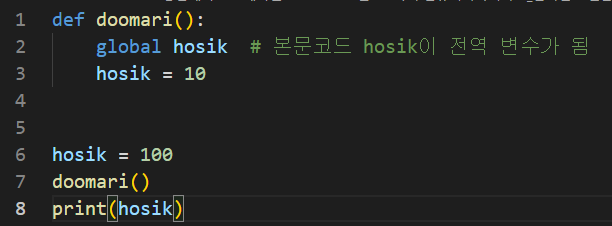 1 def doomari():
2     global hosik  # 본문코드 hosik이 전역 변수가 됨
3     hosik = 10
4
5
6 hosik = 100
7 doomari()
8 print(hosik)